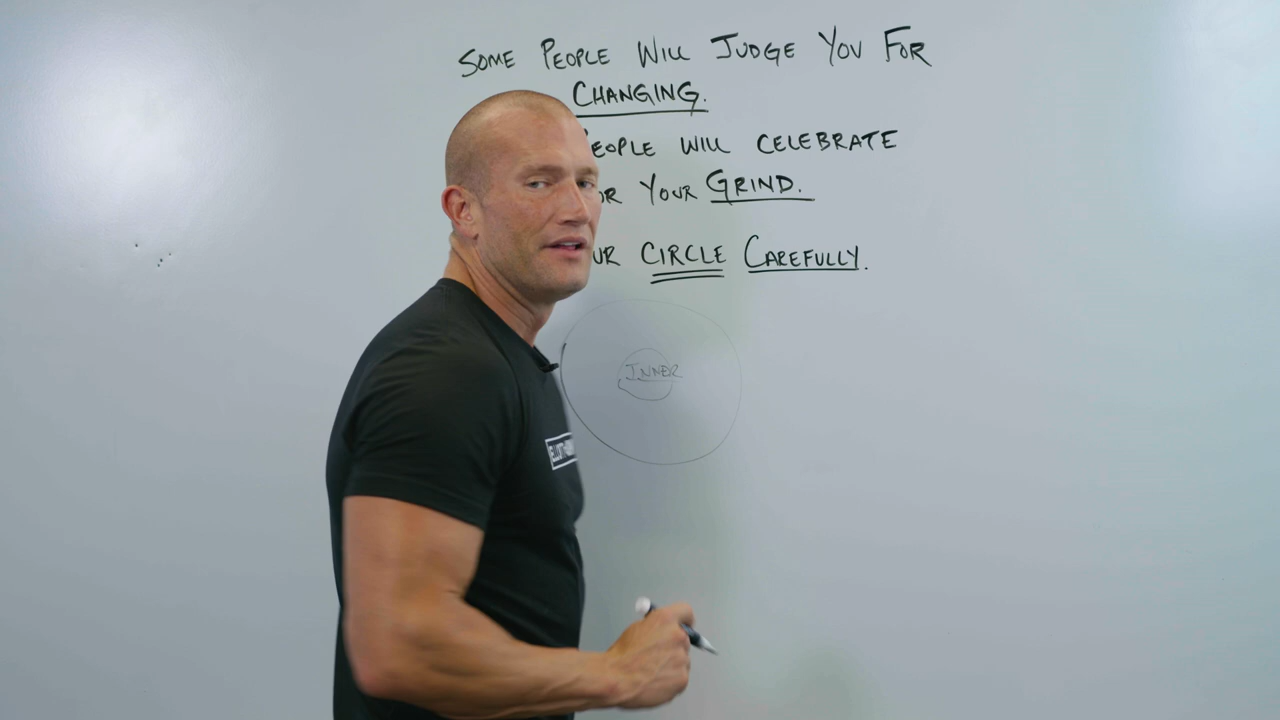 SOME PEOPLE WILL JUDGE YOU FOR
CHANGING.
EOPLE WILL CELEBRATE
OR YOUR GRIND.
UR CIRCLE CAREFULLY.
INNER